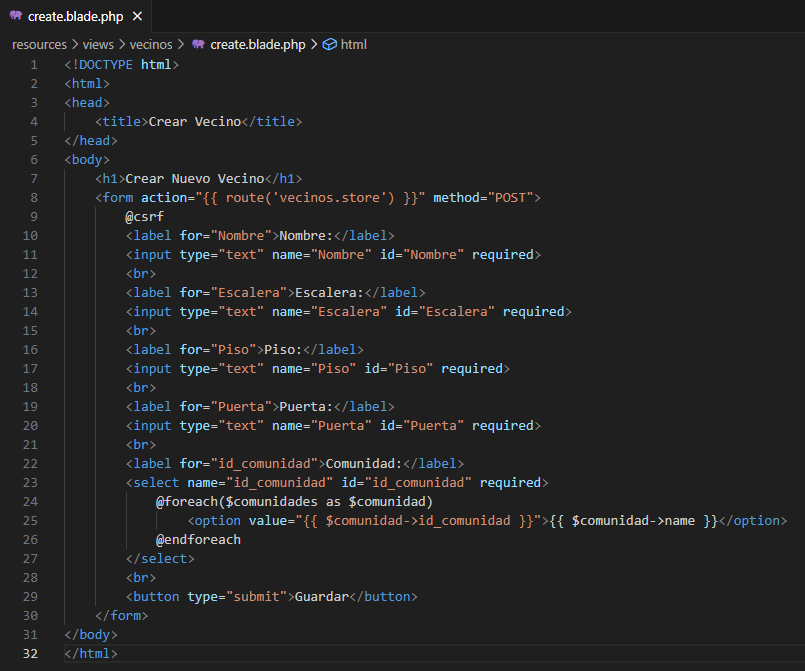 create.blade.php
resources > views > vecinos > create.blade.php > html
1 <!DOCTYPE html>
2 <html>
3 <head>
4     <title>Crear Vecino</title>
5 </head>
6 <body>
7     <h1>Crear Nuevo Vecino</h1>
8     <form action="{{ route('vecinos.store') }}" method="POST">
9         @csrf
10         <label for="Nombre">Nombre:</label>
11         <input type="text" name="Nombre" id="Nombre" required>
12         <br>
13         <label for="Escalera">Escalera:</label>
14         <input type="text" name="Escalera" id="Escalera" required>
15         <br>
16         <label for="Piso">Piso:</label>
17         <input type="text" name="Piso" id="Piso" required>
18         <br>
19         <label for="Puerta">Puerta:</label>
20         <input type="text" name="Puerta" id="Puerta" required>
21         <br>
22         <label for="id_comunidad">Comunidad:</label>
23         <select name="id_comunidad" id="id_comunidad" required>
24             @foreach($comunidades as $comunidad)
25                 <option value="{{ $comunidad->id_comunidad }}">{{ $comunidad->name }}</option>
26             @endforeach
27         </select>
28         <br>
29         <button type="submit">Guardar</button>
30     </form>
31 </body>
32 </html>